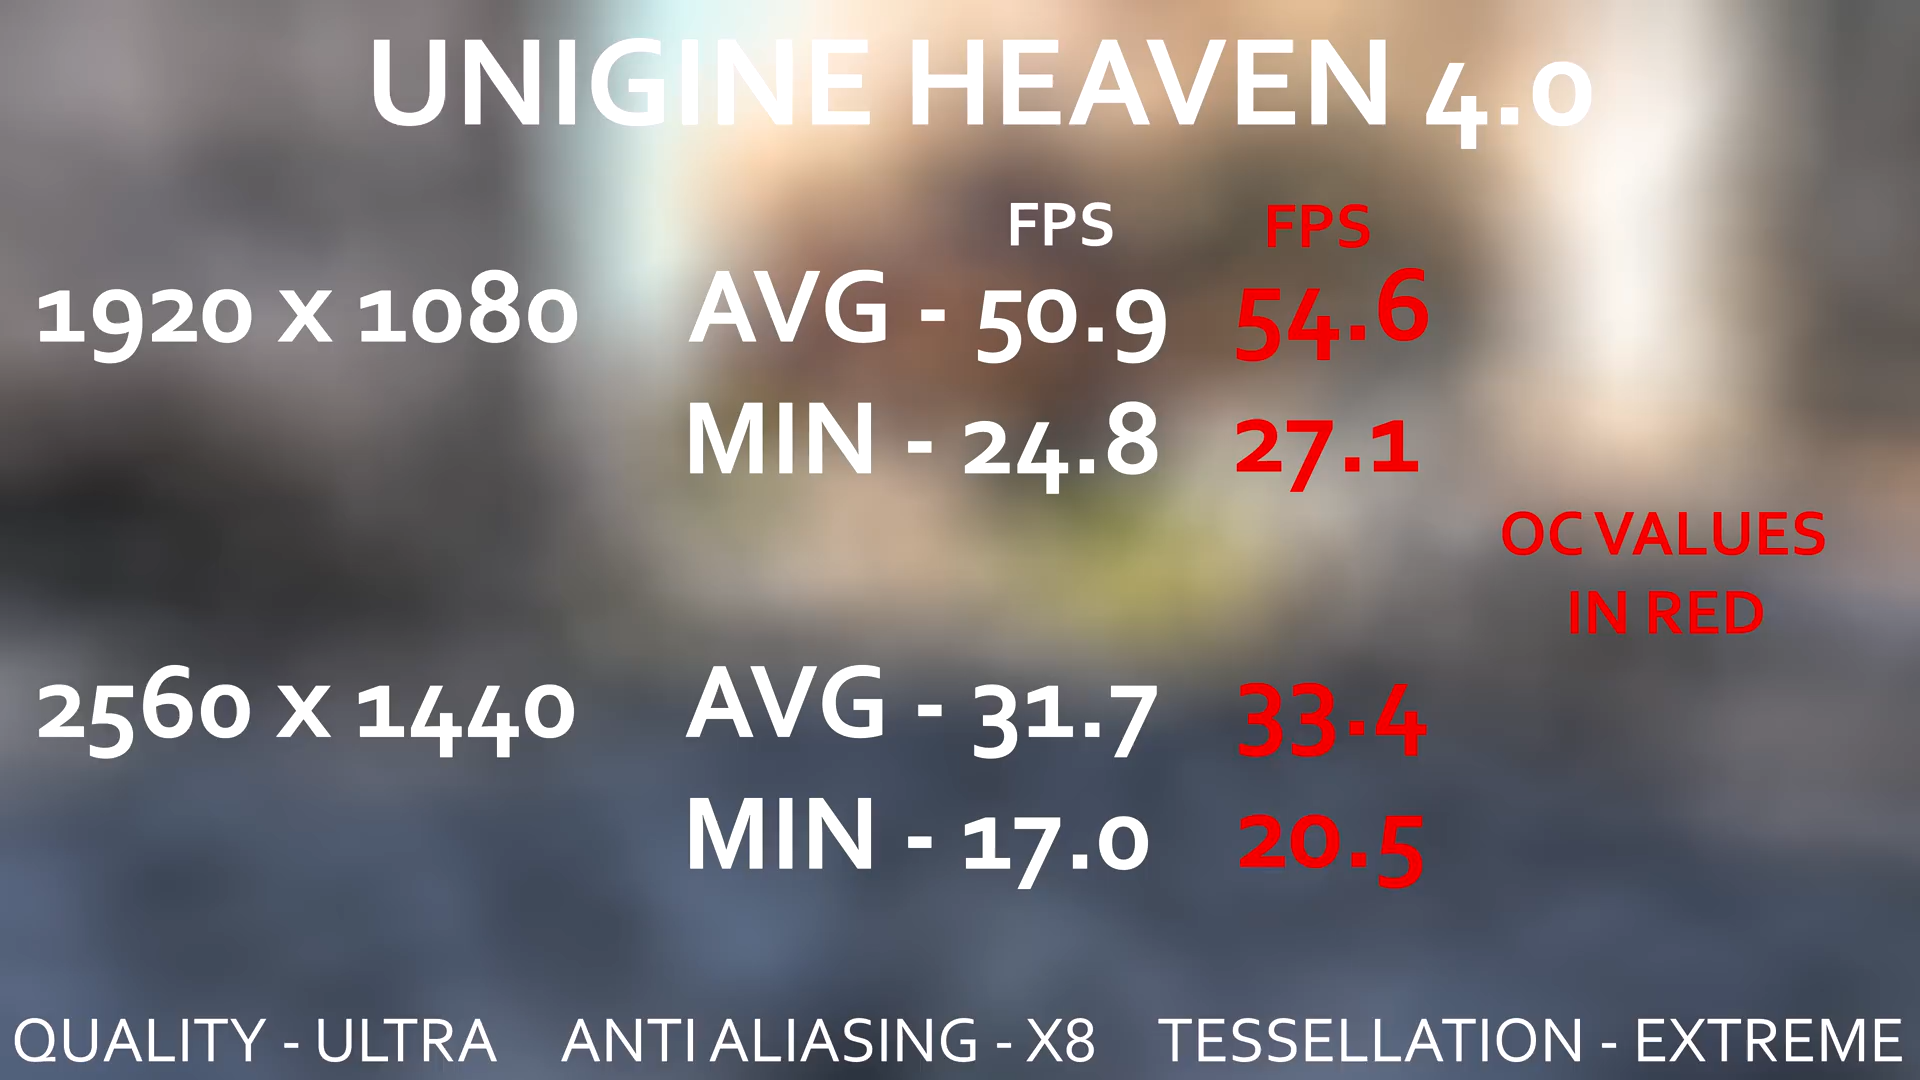 UNIGINE HEAVEN 4.0
FPS FPS
1920 x 1080 AVG - 50.9 54.6
MIN - 24.8 27.1
OC VALUES
IN RED
2560 x 1440 AVG - 31.7 33.4
MIN - 17.0 20.5
QUALITY - ULTRA ANTI ALIASING - X8 TESSELLATION - EXTREME